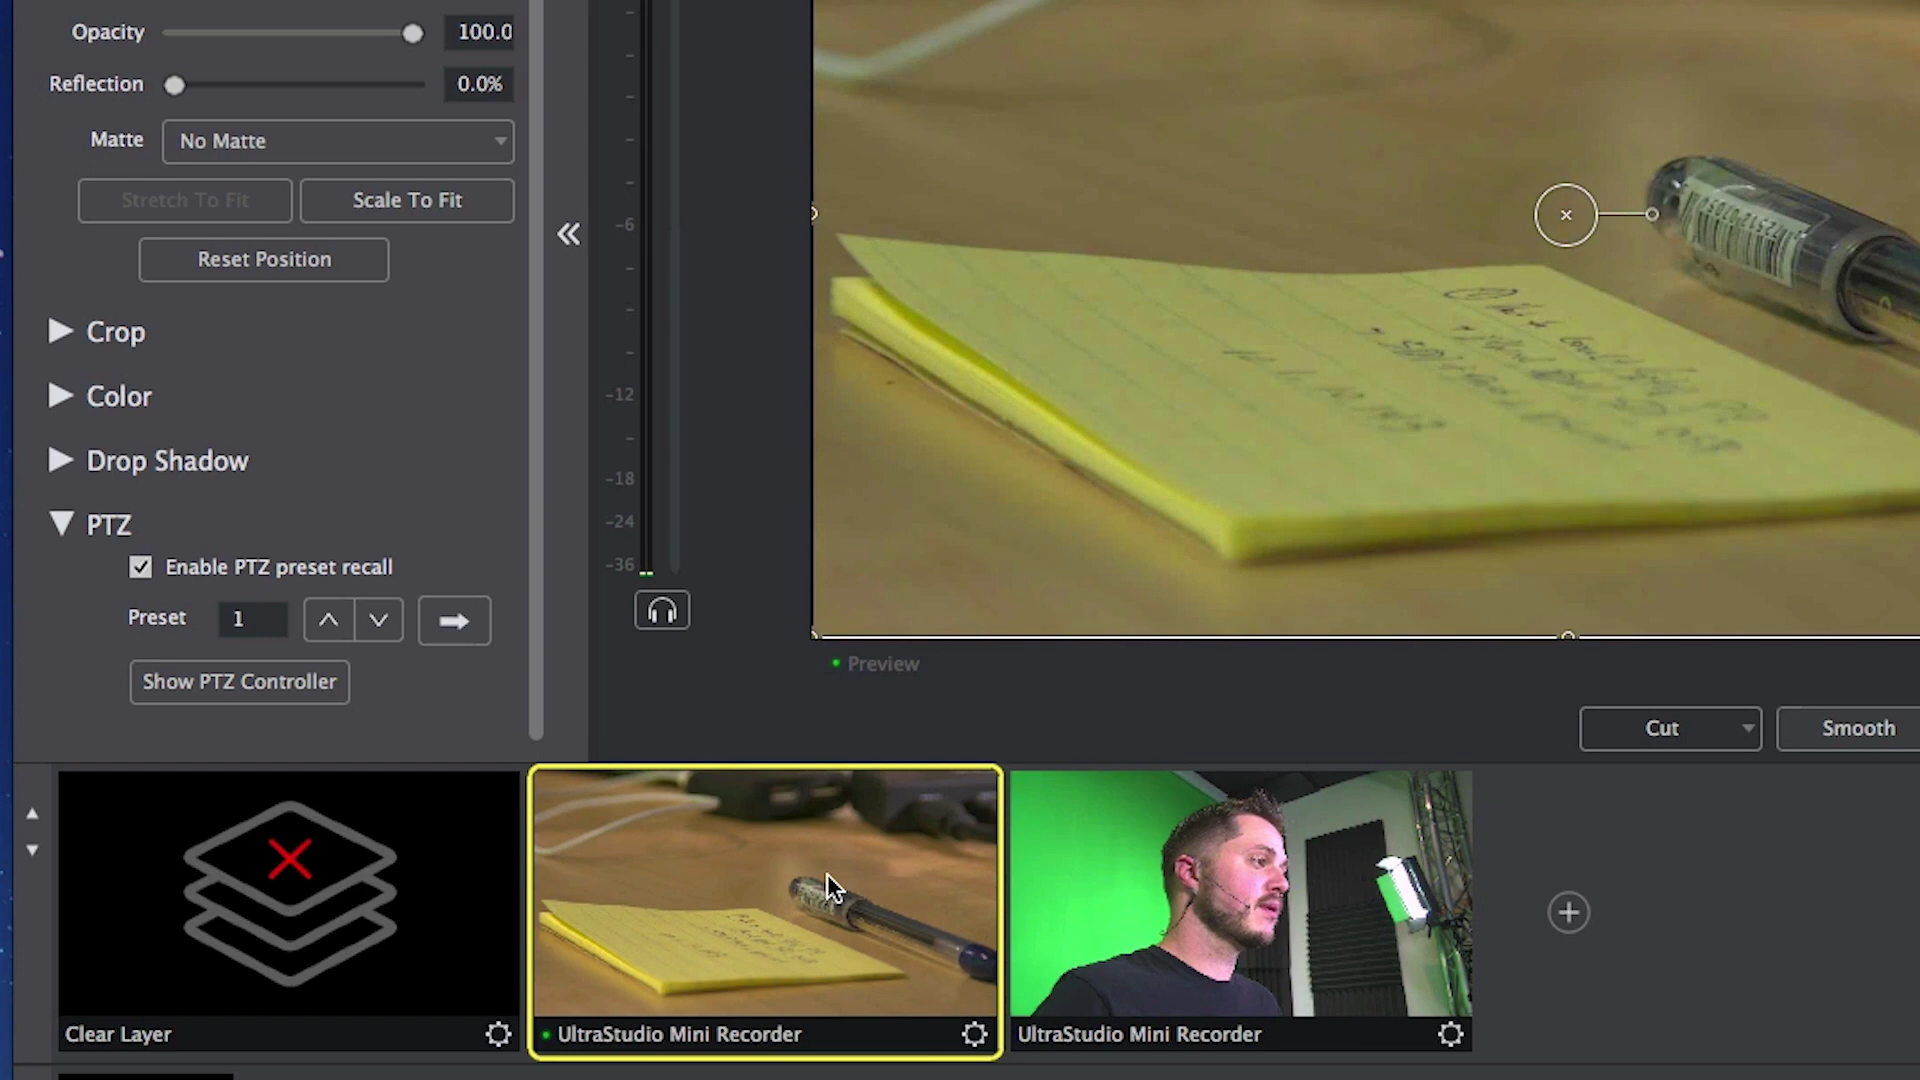 Opacity 100.0
Reflection 0.0%
Matte No Matte
Stretch To Fit Scale To Fit
Reset Position
Crop
Color
Drop Shadow
PTZ
Enable PTZ preset recall
Preset 1
Show PTZ Controller
-6
-12
-18
-24
-36
Preview
Cut Smooth
Clear Layer
UltraStudio Mini Recorder
UltraStudio Mini Recorder